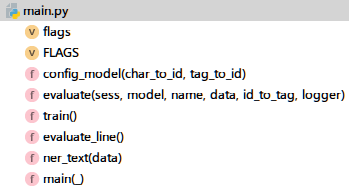 main.py
v flags
v FLAGS
f config_model(char_to_id, tag_to_id)
f evaluate(sess, model, name, data, id_to_tag, logger)
f train()
f evaluate_line()
f ner_text(data)
f main(_)